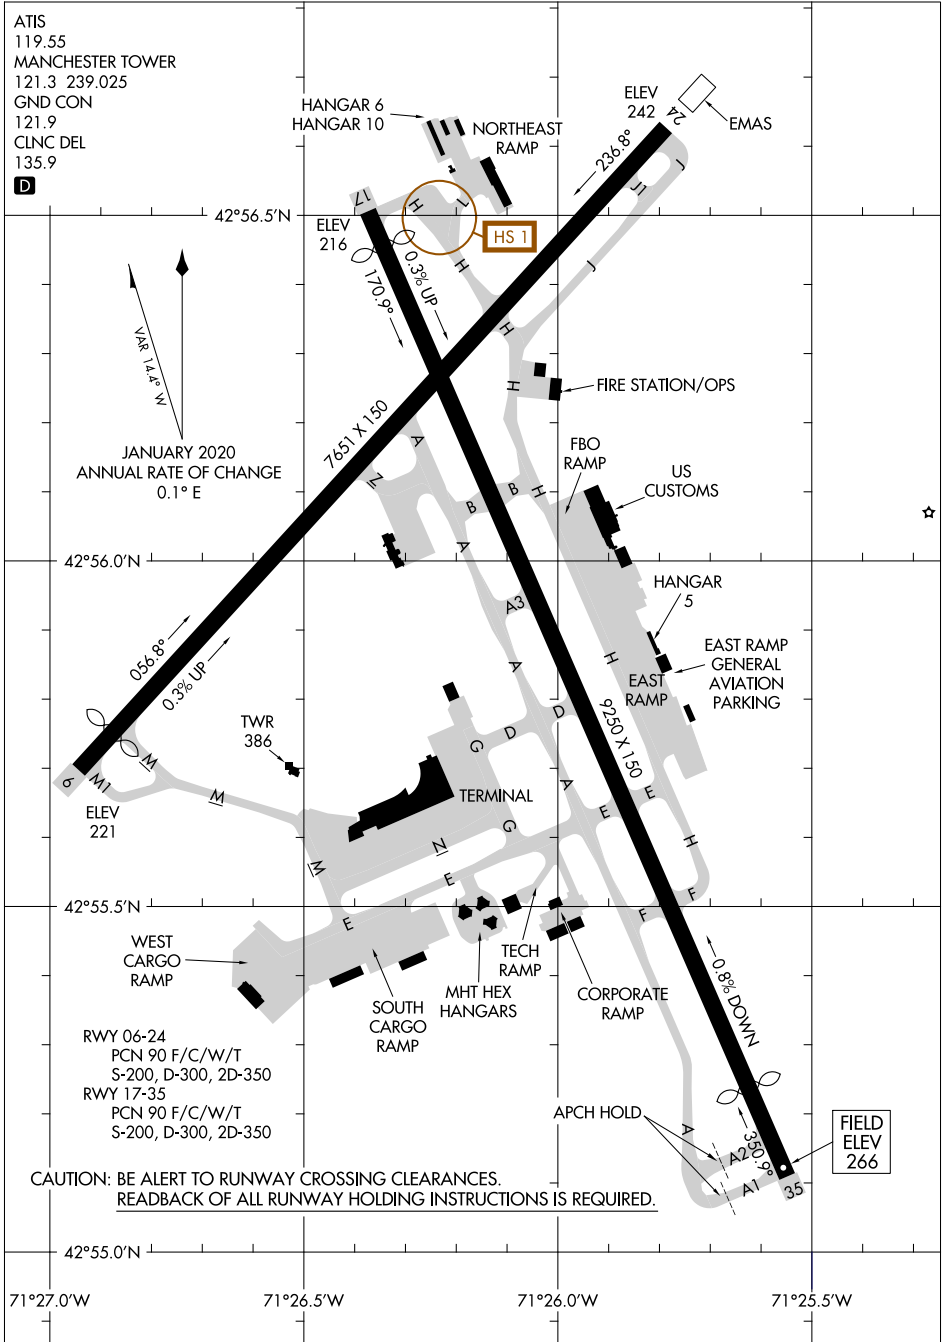 ATIS
119.55
MANCHESTER TOWER
121.3 239.025
GND CON
121.9
CLNC DEL
135.9
D
HANGAR 6
HANGAR 10
NORTHEAST
RAMP
ELEV
242
24
EMAS
236.8°
J
J1
17
H
L
42°56.5'N
ELEV
216
HS 1
0.3% UP
170.9°
H
J
VAR 14.4° W
H
H
FIRE STATION/OPS
JANUARY 2020
ANNUAL RATE OF CHANGE
0.1° E
7651 X 150
A
N
FBO
RAMP
US
CUSTOMS
B
B
H
A
42°56.0'N
HANGAR
5
A3
056.8°
0.3% UP
H
A
EAST RAMP
GENERAL
AVIATION
PARKING
EAST
RAMP
9250 X 150
TWR
386
D
D
G
M
6
M1
M
ELEV
221
TERMINAL
A
E
E
G
N
H
M
E
F
F
42°55.5'N
E
WEST
CARGO
RAMP
TECH
RAMP
MHT HEX
HANGARS
CORPORATE
RAMP
SOUTH
CARGO
RAMP
0.8% DOWN
RWY 06-24
PCN 90 F/C/W/T
S-200, D-300, 2D-350
RWY 17-35
PCN 90 F/C/W/T
S-200, D-300, 2D-350
APCH HOLD
A
350.9°
A2
A1
35
FIELD
ELEV
266
CAUTION: BE ALERT TO RUNWAY CROSSING CLEARANCES.
READBACK OF ALL RUNWAY HOLDING INSTRUCTIONS IS REQUIRED.
42°55.0'N
71°27.0'W
71°26.5'W
71°26.0'W
71°25.5'W